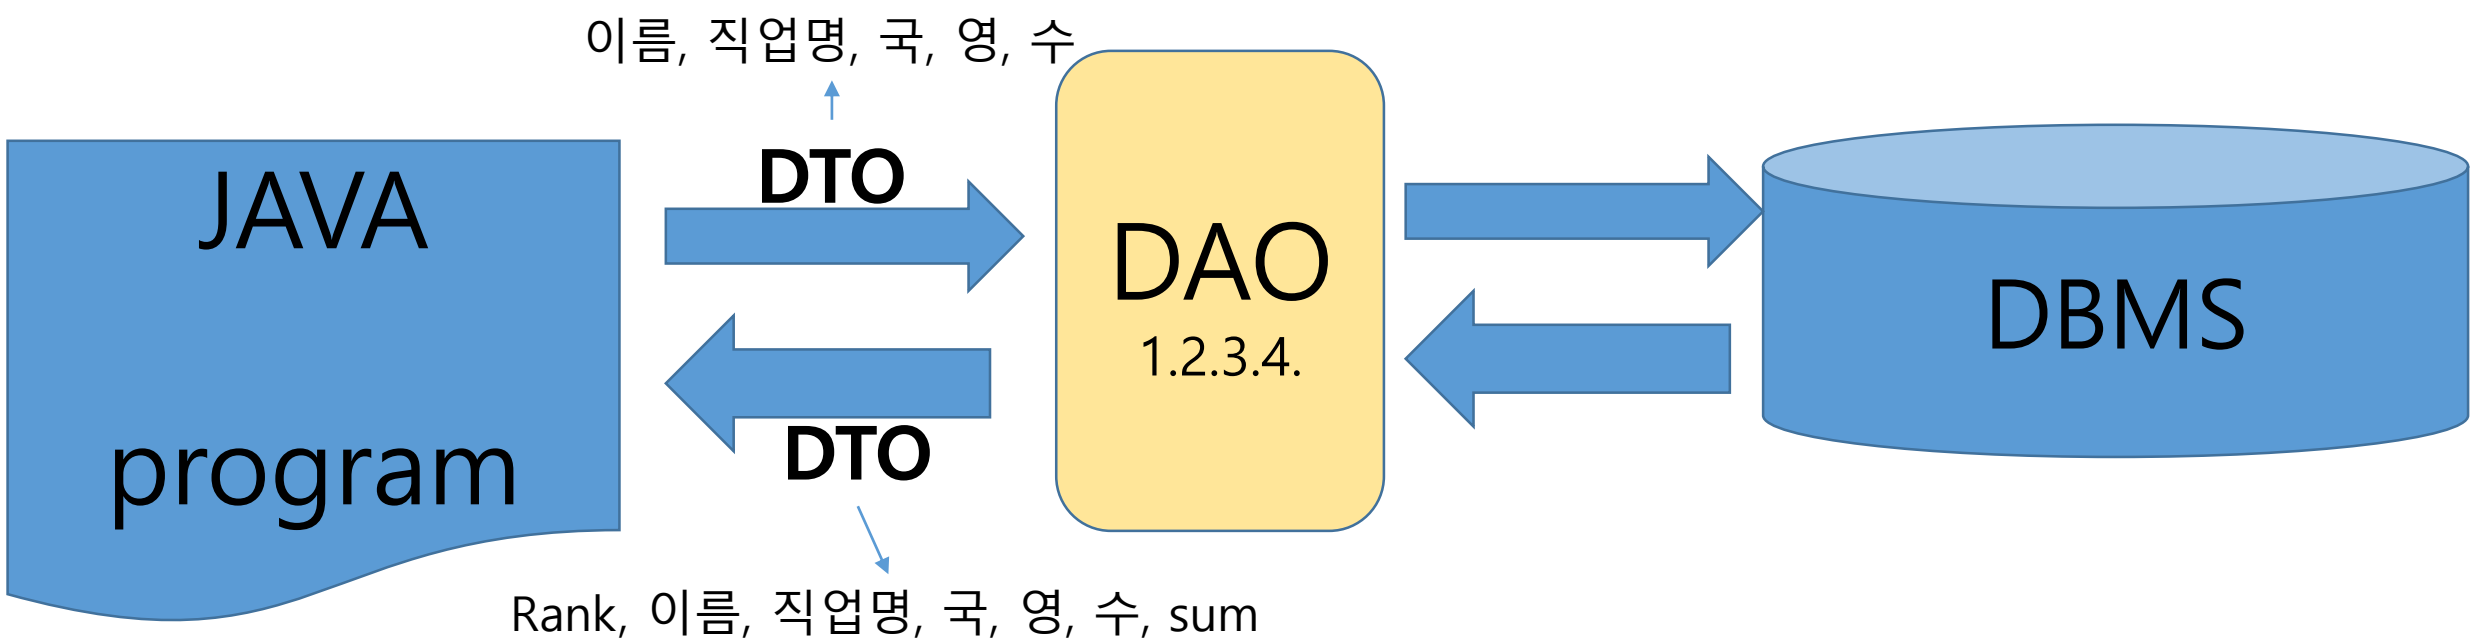 이름, 직업명, 국, 영, 수
DTO
JAVA
program
DAO
1.2.3.4.
DBMS
DTO
Rank, 이름, 직업명, 국, 영, 수, sum